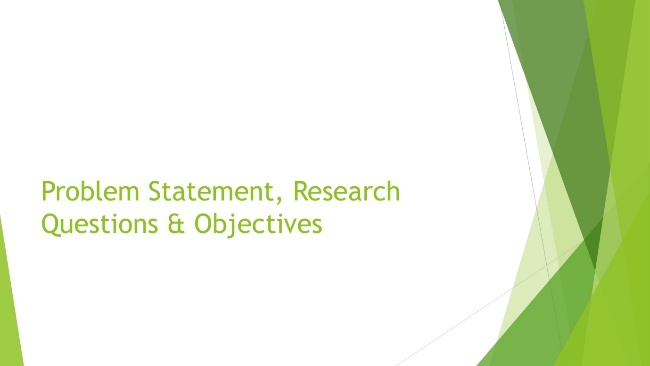 Problem Statement, Research
Questions & Objectives